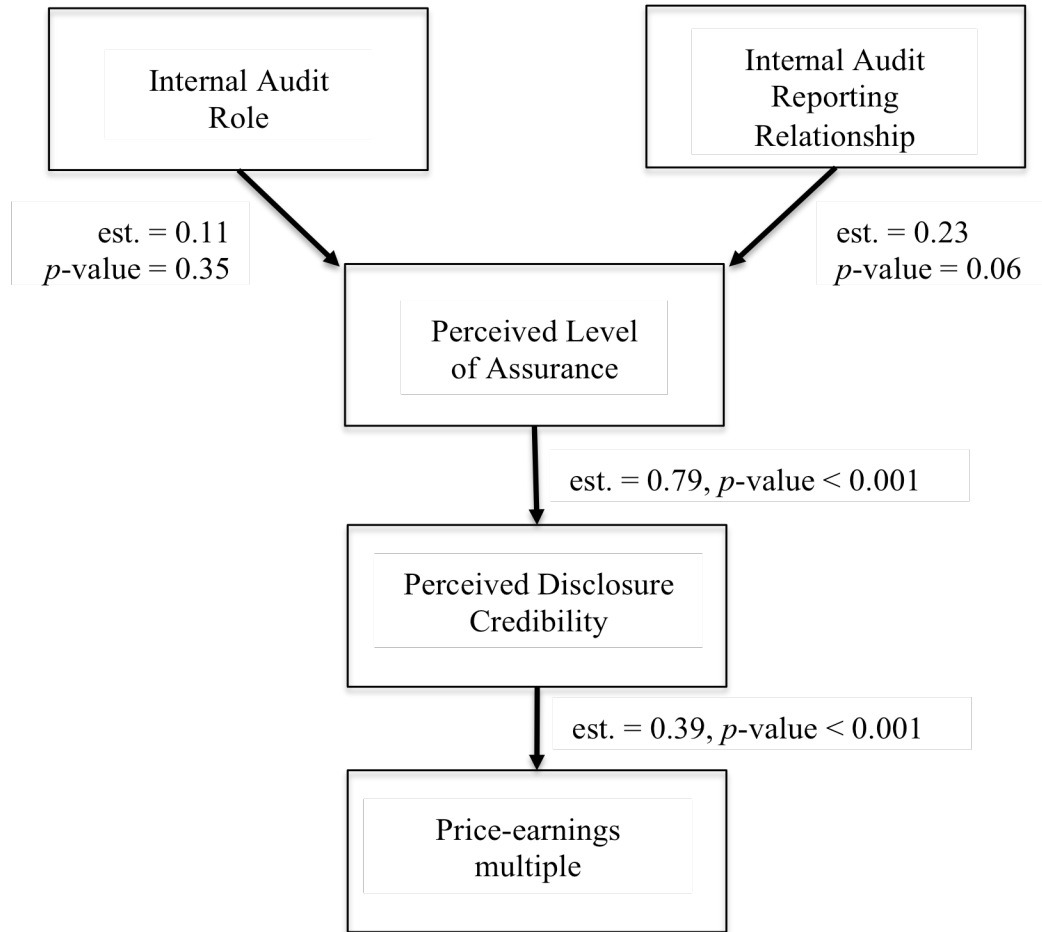 Internal Audit
Role
Internal Audit
Reporting
Relationship
est. = 0.11
p-value = 0.35
est. = 0.23
p-value = 0.06
Perceived Level
of Assurance
est. = 0.79, p-value < 0.001
Perceived Disclosure
Credibility
est. = 0.39, p-value < 0.001
Price-earnings
multiple